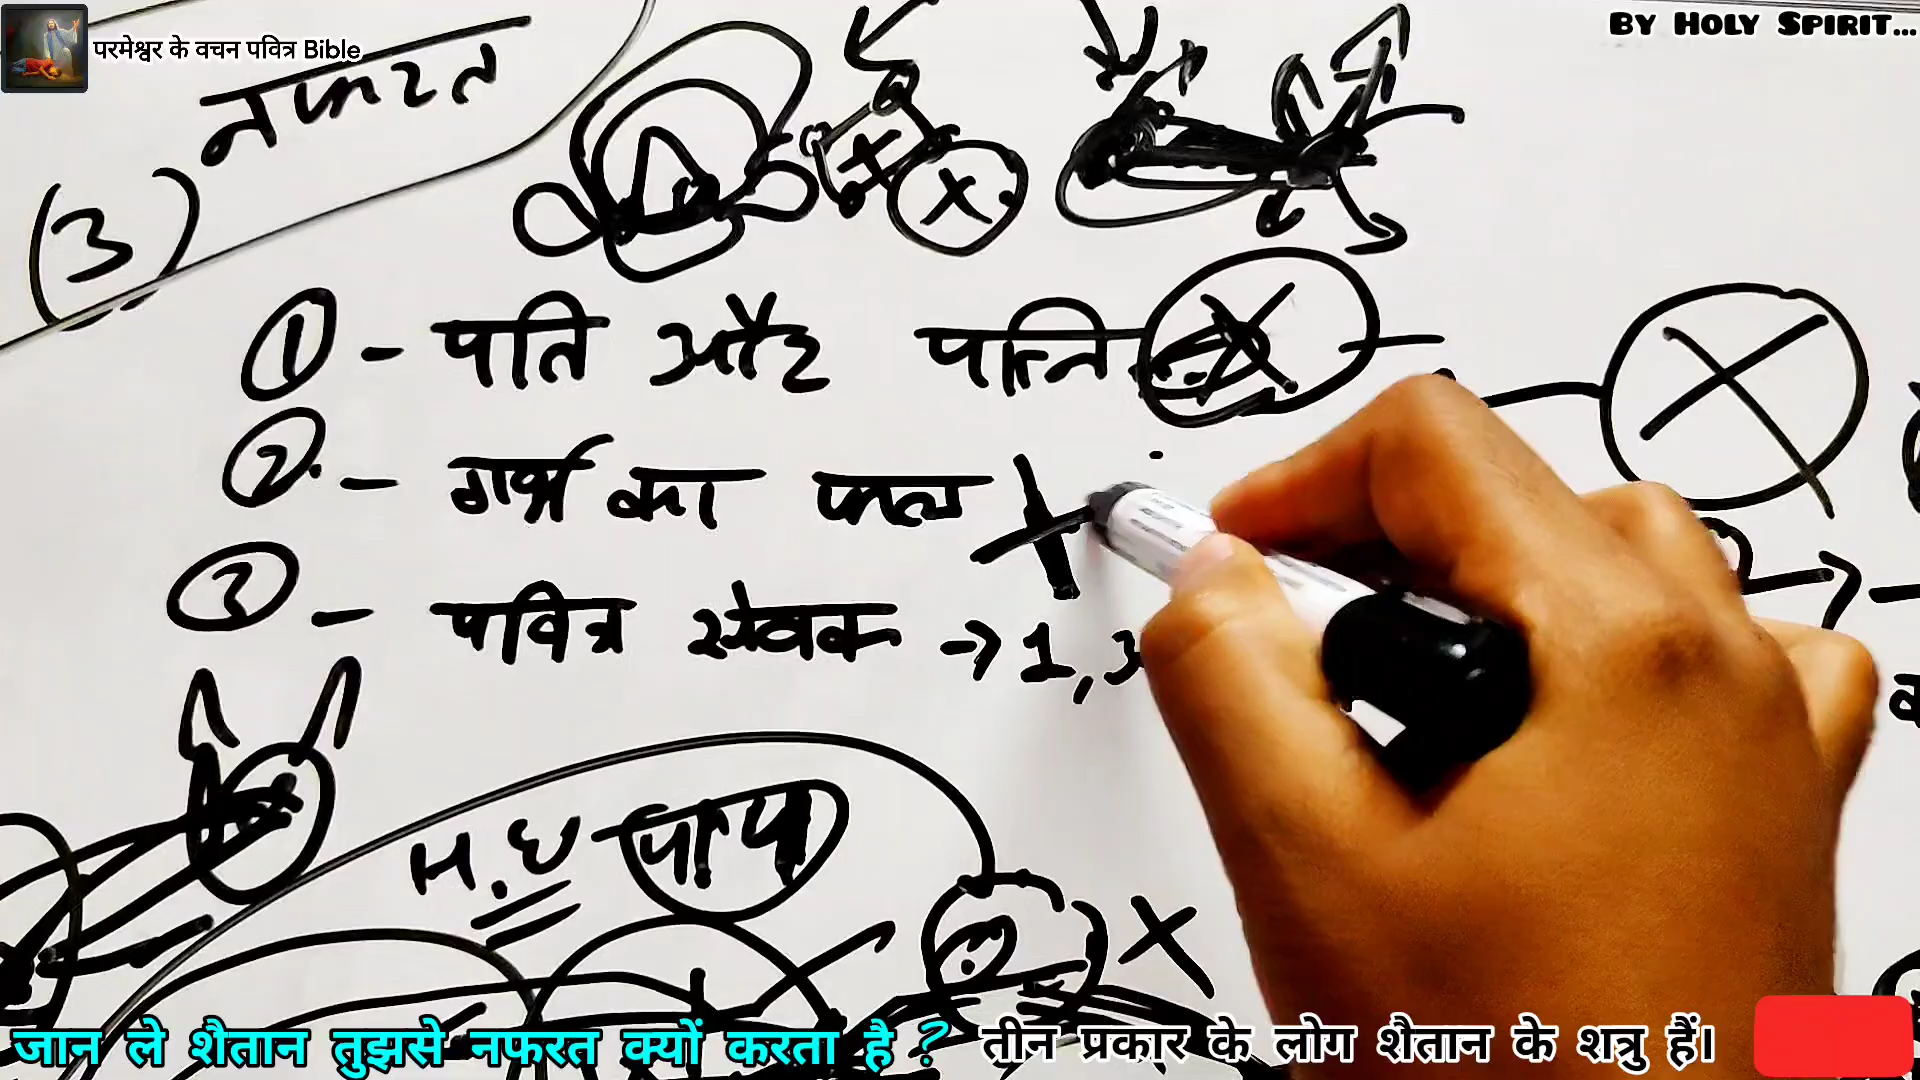 परमेश्वर के वचन पवित्र Bible
By Holy Spirit...
(3) नफरत
① - पति और पत्नि
② - गर्भ का फल
③ - पवित्र सेवक → 1,
पाप
जान ले शैतान तुझसे नफरत क्यों करता है ? तीन प्रकार के लोग शैतान के शत्रु हैं।